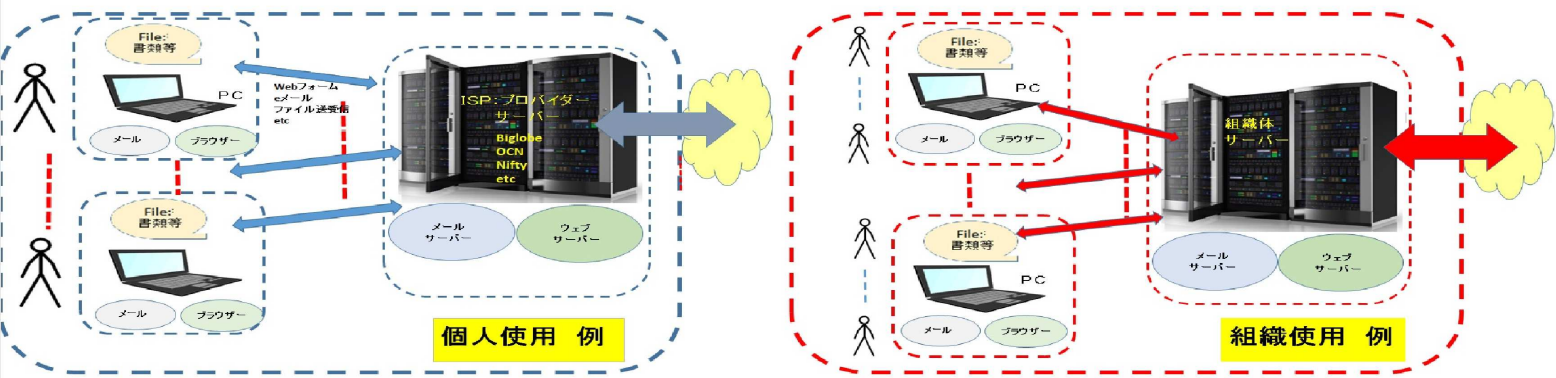 File:
書類等
PC
メール
ブラウザー
Webフォーム
eメール
ファイル送受信
etc
File:
書類等
メール
ブラウザー
ISP:プロバイダー
サーバー
Biglobe
OCN
Nifty
etc
メール
サーバー
ウェブ
サーバー
個人使用 例
File:
書類等
PC
メール
ブラウザー
File:
書類等
PC
メール
ブラウザー
組織体
サーバー
メール
サーバー
ウェブ
サーバー
組織使用 例